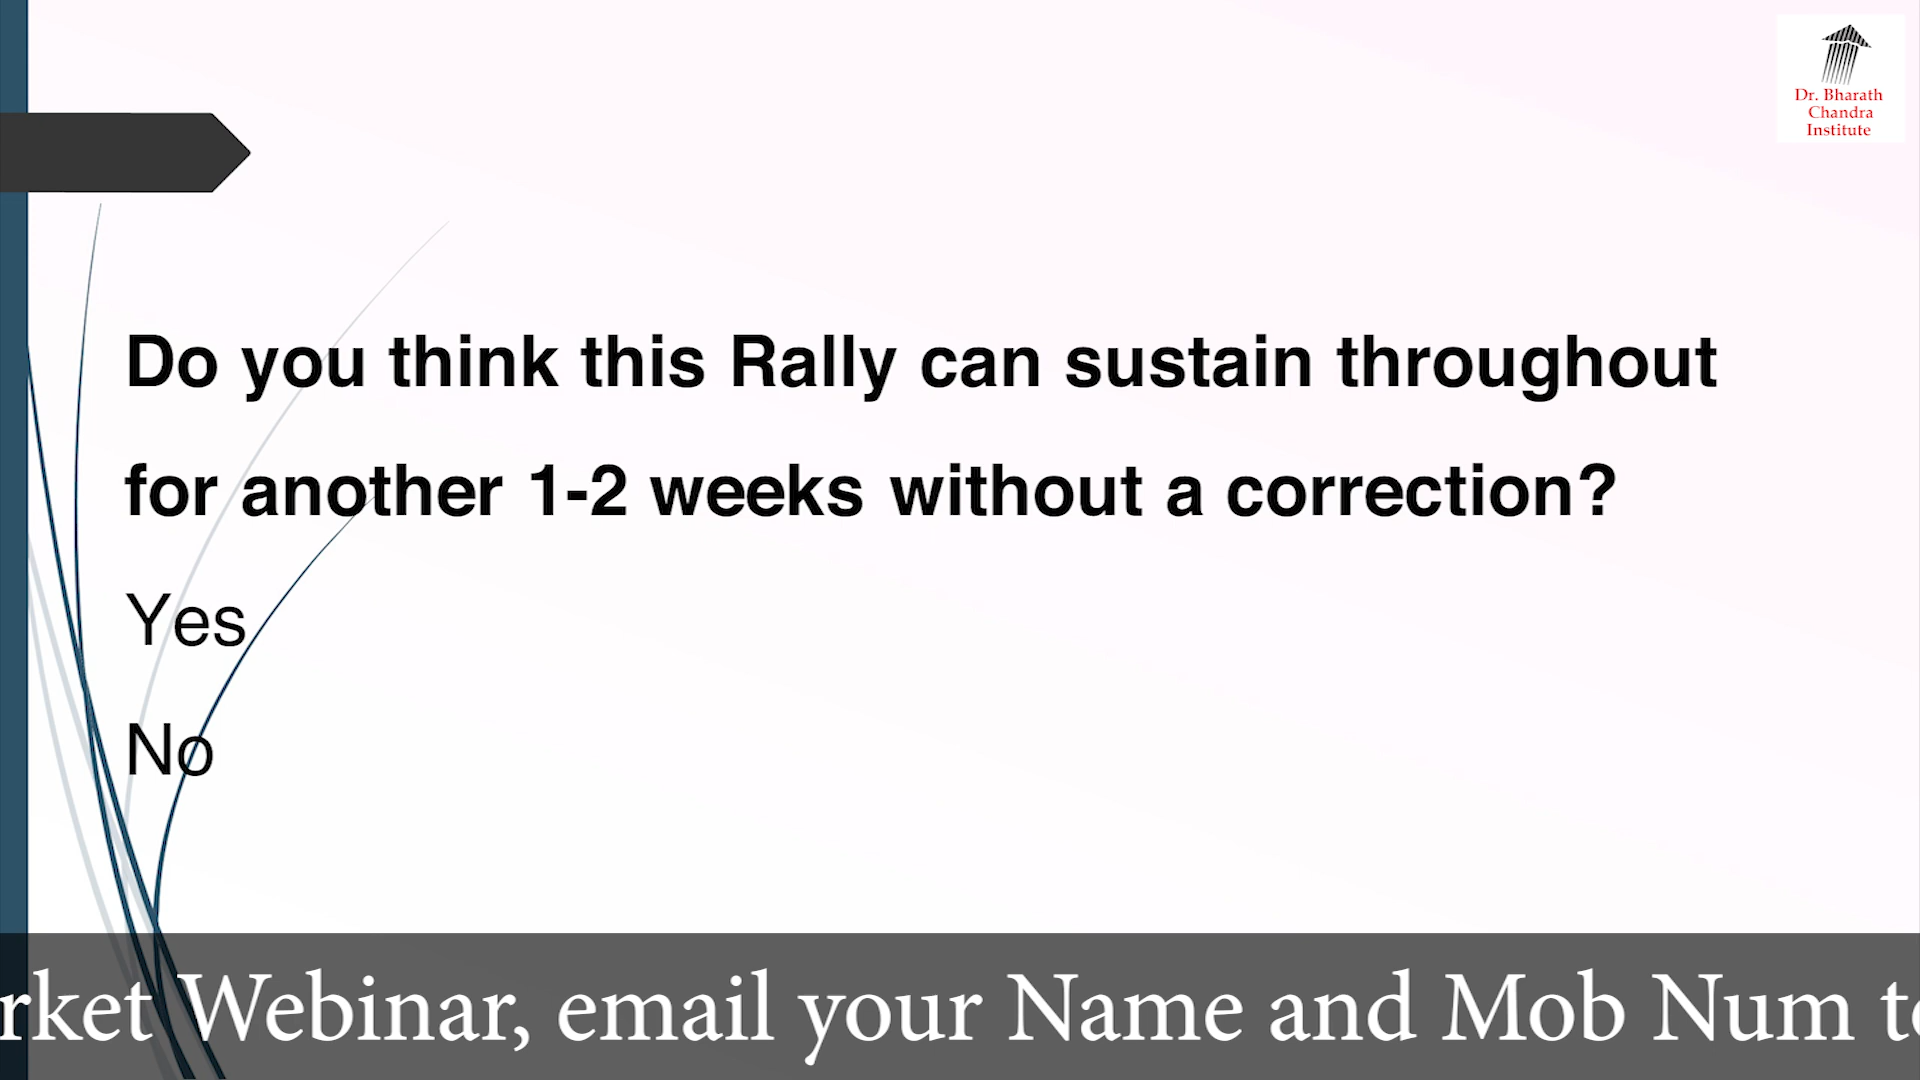 Dr. Bharath
Chandra
Institute
Do you think this Rally can sustain throughout
for another 1-2 weeks without a correction?
Yes
No
Webinar, email your Name and Mob Num